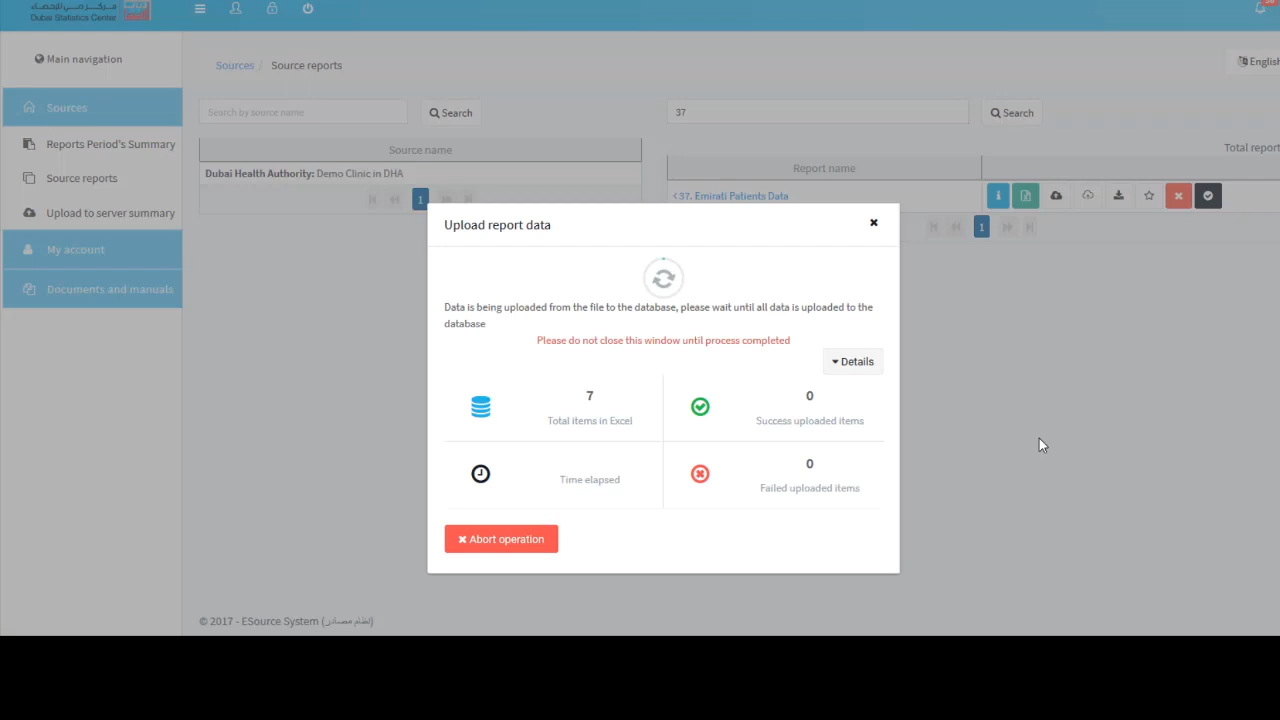 مركز دبي للإحصاء
Dubai Statistics Center
Main navigation
Sources / Source reports
English
Sources
Search
37
Search
Search by source name
Reports Period's Summary
Source name
Total report
Report name
Dubai Health Authority: Demo Clinic in DHA
Source reports
37. Emirati Patients Data
1
1
Upload to server summary
Upload report data
My account
Documents and manuals
Data is being uploaded from the file to the database, please wait until all data is uploaded to the
database
Please do not close this window until process completed
Details
7
Total items in Excel
0
Success uploaded items
Time elapsed
0
Failed uploaded items
Abort operation
© 2017 - ESource System (نظام مصادر)